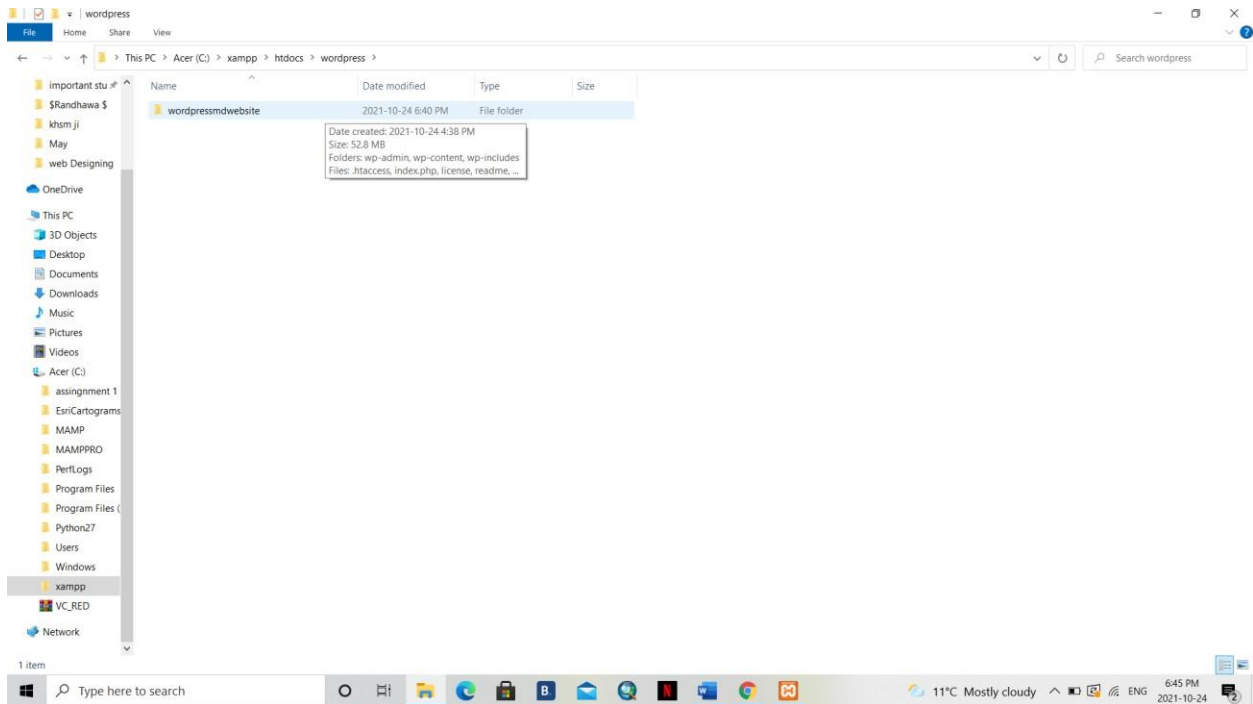 wordpress
File Home Share View
This PC > Acer (C:) > xampp > htdocs > wordpress >
Search wordpress
Name Date modified Type Size
wordpressmdwebsite 2021-10-24 6:40 PM File folder
Date created: 2021-10-24 4:38 PM
Size: 52.8 MB
Folders: wp-admin, wp-content, wp-includes
Files: .htaccess, index.php, license, readme, ...
important stu
$Randhawa $
khsm ji
May
web Designing
OneDrive
This PC
3D Objects
Desktop
Documents
Downloads
Music
Pictures
Videos
Acer (C:)
assingnment 1
EsriCartograms
MAMP
MAMPPRO
PerfLogs
Program Files
Program Files (
Python27
Users
Windows
xampp
VC_RED
Network
1 item
Type here to search
B.
N
W
11°C Mostly cloudy
ENG
6:45 PM
2021-10-24
2